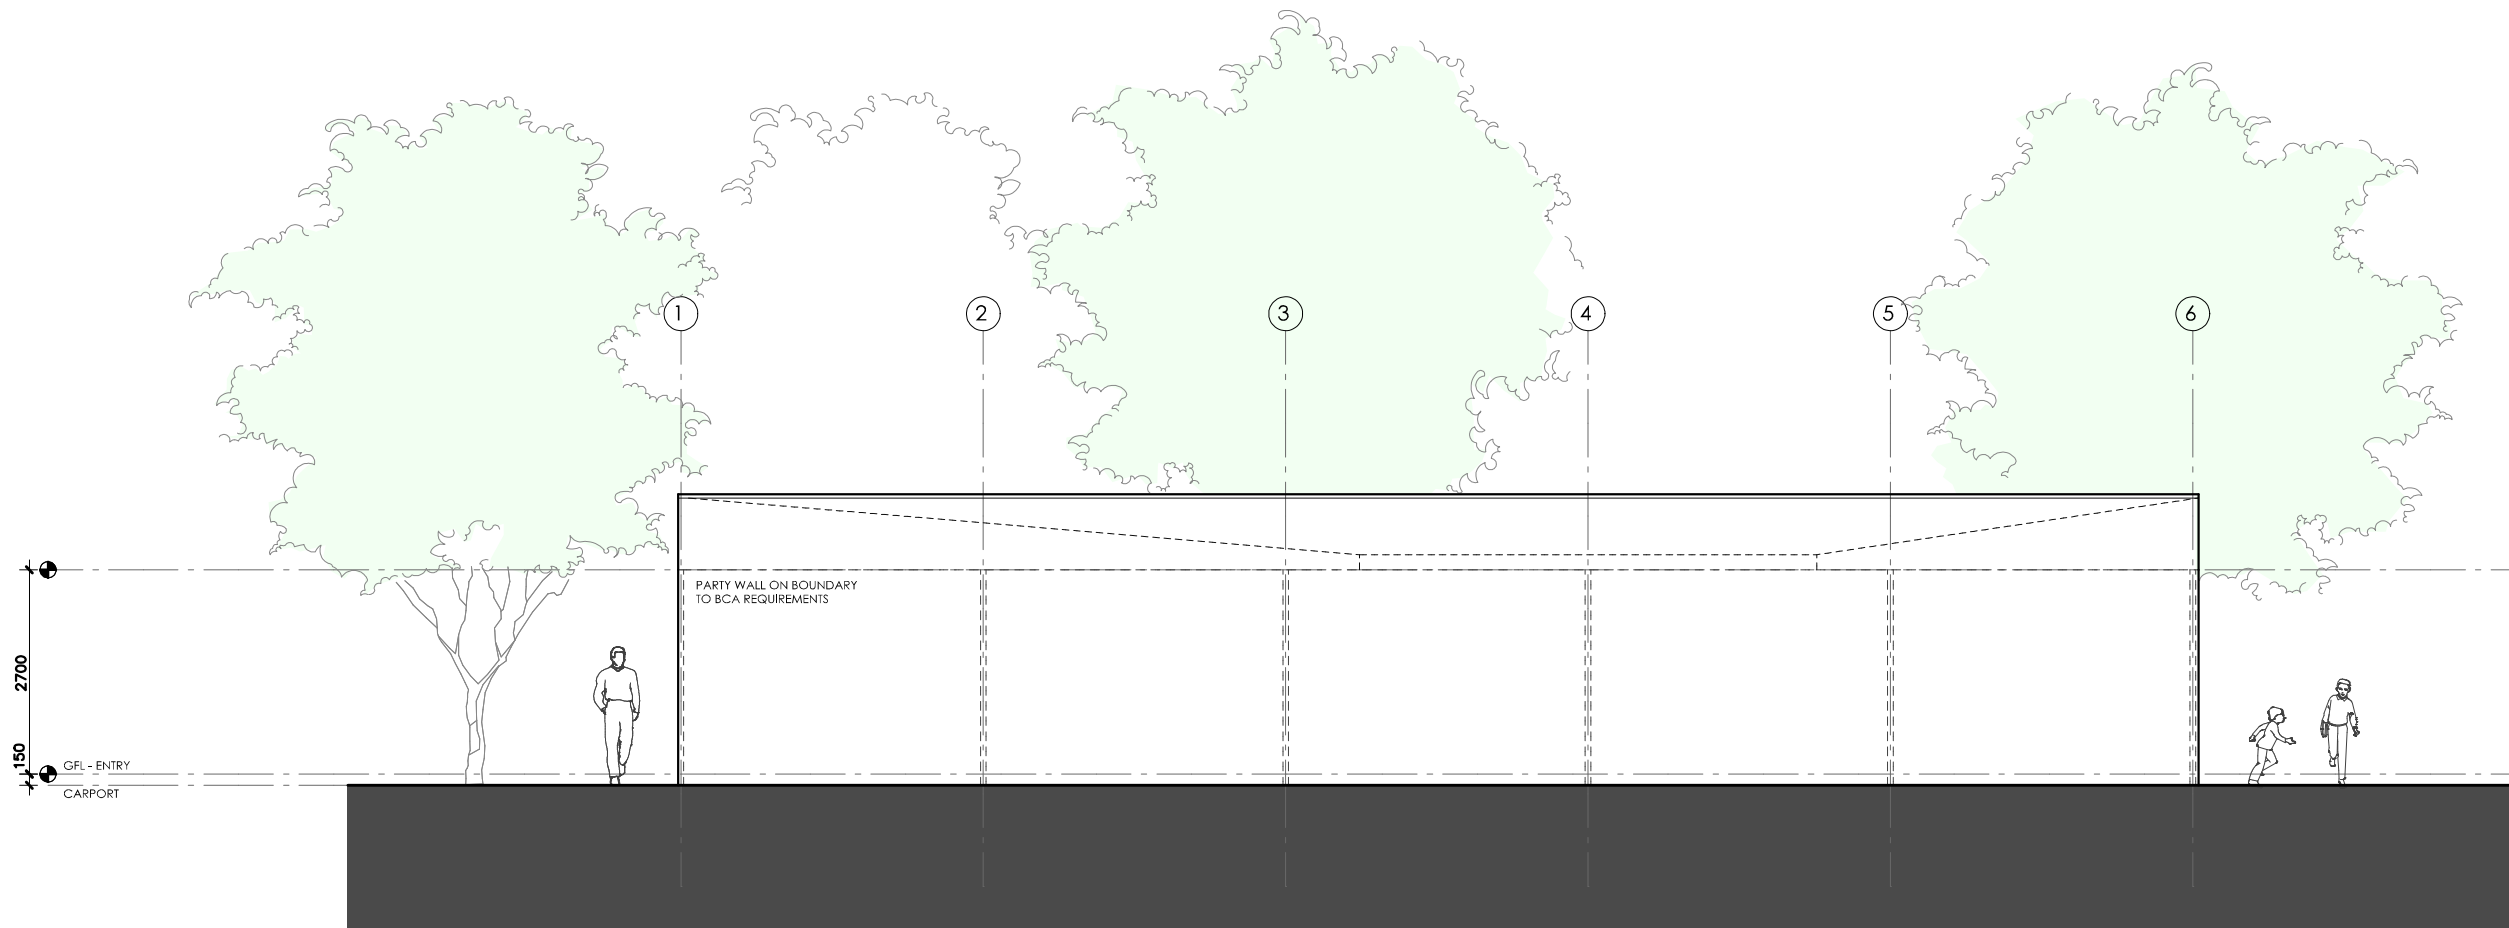 1
2
3
4
5
6
PARTY WALL ON BOUNDARY
TO BCA REQUIREMENTS
2700
150
GFL - ENTRY
CARPORT